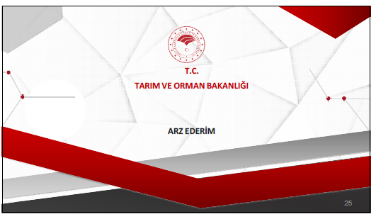 T.C.
TARIM VE ORMAN BAKANLIĞI
ARZ EDERİM
25